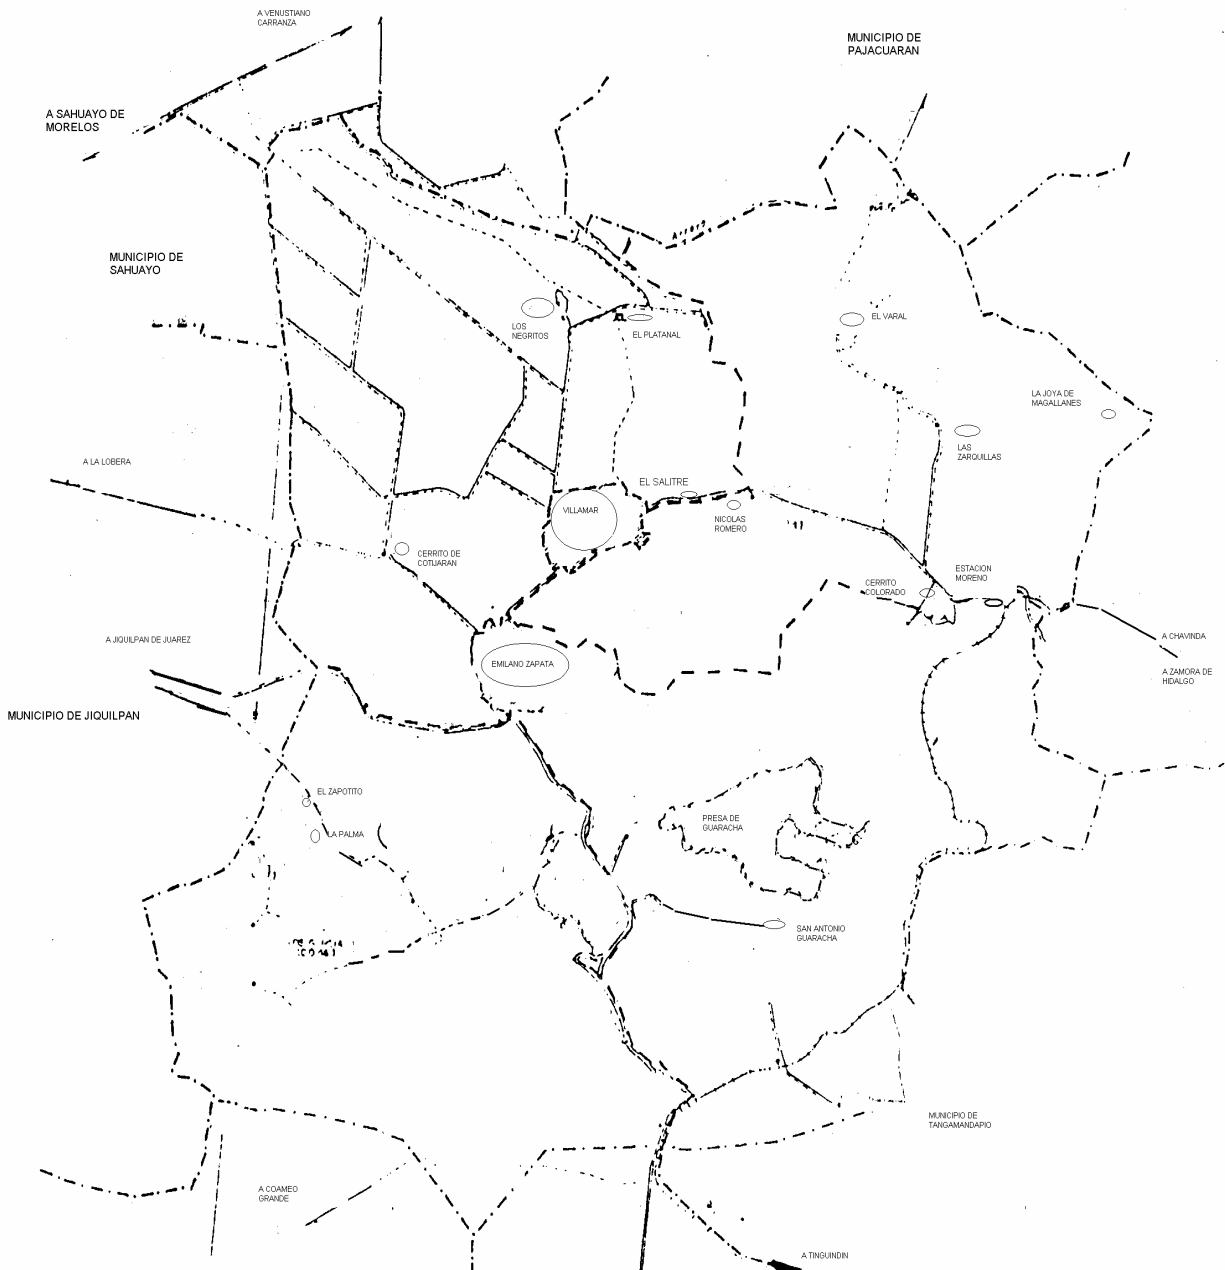 A VENUSTIANO
CARRANZA
MUNICIPIO DE
PAJACUARAN
A SAHUAYO DE
MORELOS
MUNICIPIO DE
SAHUAYO
LOS
NEGRITOS
EL PLATANAL
EL VARAL
LA JOYA DE
MAGALLANES
LAS
ZARQUILLAS
A LA LOBERA
EL SALITRE
VILLAMAR
NICOLAS
ROMERO
CERRITO DE
COTIJARAN
ESTACION
MORENO
CERRITO
COLORADO
A JIQUILPAN DE JUAREZ
A CHAVINDA
EMILANO ZAPATA
A ZAMORA DE
HIDALGO
MUNICIPIO DE JIQUILPAN
EL ZAPOTITO
LA PALMA
PRESA DE
GUARACHA
SAN ANTONIO
GUARACHA
MUNICIPIO DE
TANGAMANDAPIO
A COAMEO
GRANDE
A TINGUINDIN